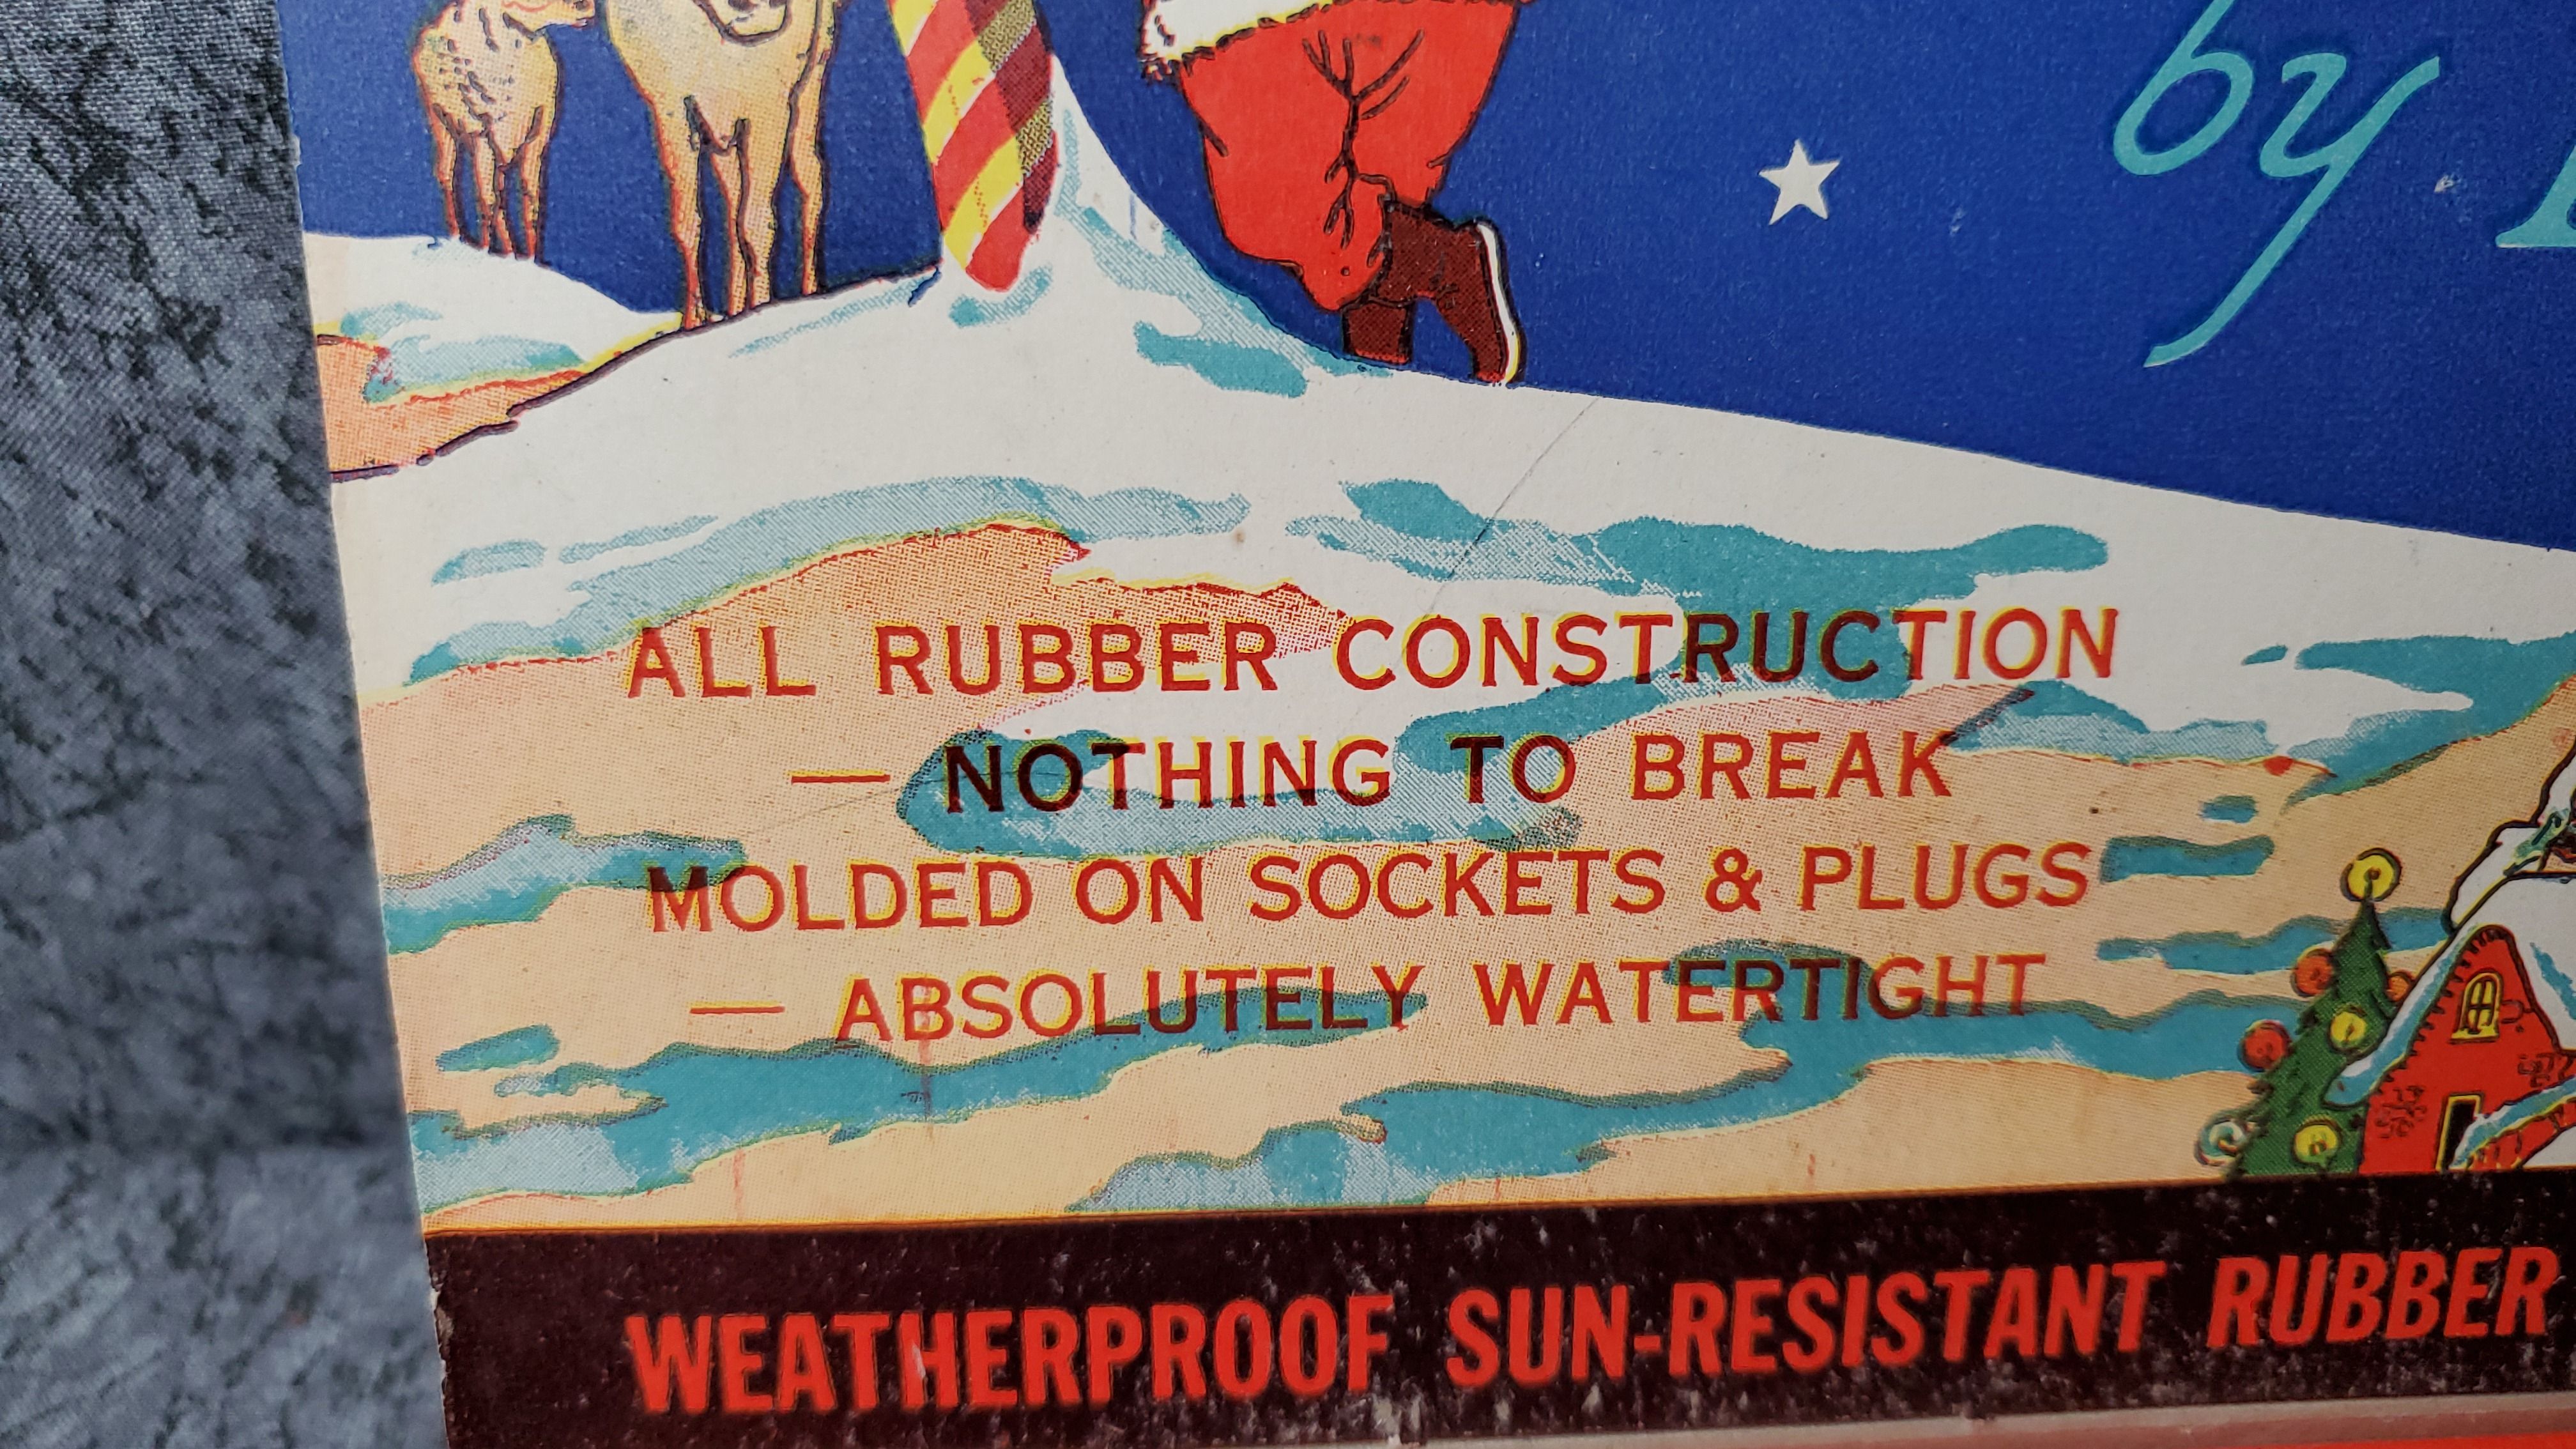 by
ALL RUBBER CONSTRUCTION
— NOTHING TO BREAK
MOLDED ON SOCKETS & PLUGS
— ABSOLUTELY WATERTIGHT
WEATHERPROOF SUN-RESISTANT RUBBER